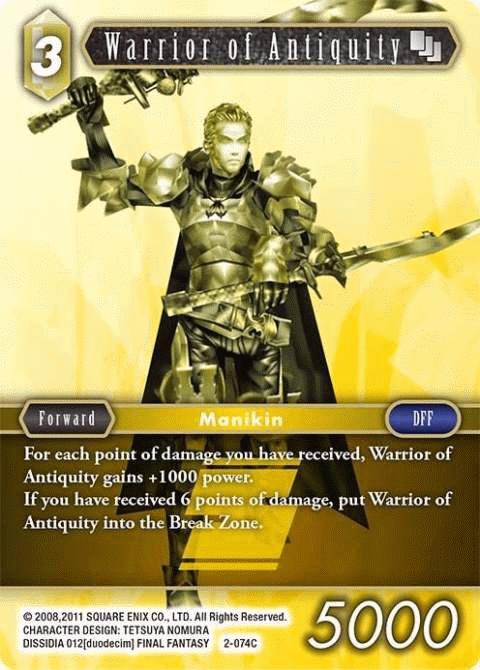 3
Warrior of Antiquity
Forward
Manikin
DFF
For each point of damage you have received, Warrior of
Antiquity gains +1000 power.
If you have received 6 points of damage, put Warrior of
Antiquity into the Break Zone.
© 2008,2011 SQUARE ENIX CO., LTD. All Rights Reserved.
CHARACTER DESIGN: TETSUYA NOMURA
DISSIDIA 012[duodecim] FINAL FANTASY 2-074C
5000